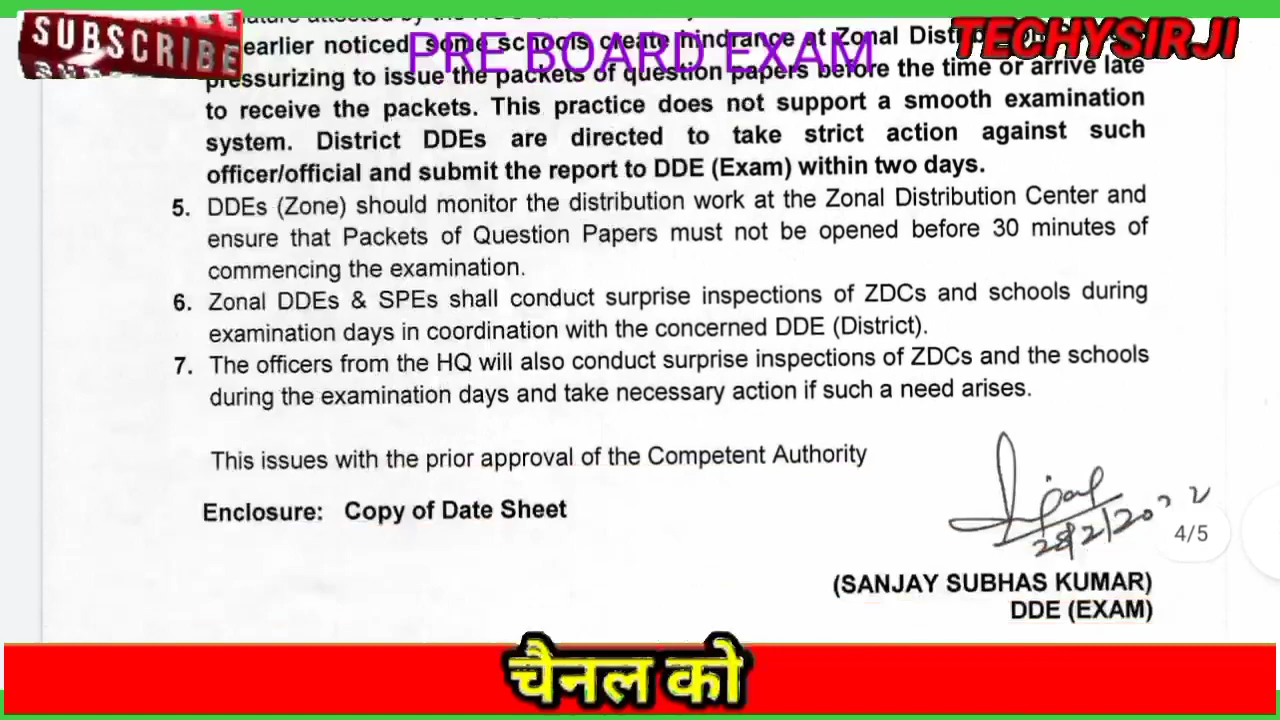 SUBSCRIBE
PRE BOARD EXAM
TECHYSIRJI
attested by the
earlier noticed, some schools create hindrance at Zonal
pressurizing to issue the packets of question papers before the time or arrive late
to receive the packets. This practice does not support a smooth examination
system. District DDEs are directed to take strict action against such
officer/official and submit the report to DDE (Exam) within two days.
5. DDEs (Zone) should monitor the distribution work at the Zonal Distribution Center and
ensure that Packets of Question Papers must not be opened before 30 minutes of
commencing the examination.
6. Zonal DDEs & SPEs shall conduct surprise inspections of ZDCs and schools during
examination days in coordination with the concerned DDE (District).
7. The officers from the HQ will also conduct surprise inspections of ZDCs and the schools
during the examination days and take necessary action if such a need arises.
This issues with the prior approval of the Competent Authority
Enclosure: Copy of Date Sheet
28/2/2022
4/5
(SANJAY SUBHAS KUMAR)
DDE (EXAM)
चैनल को